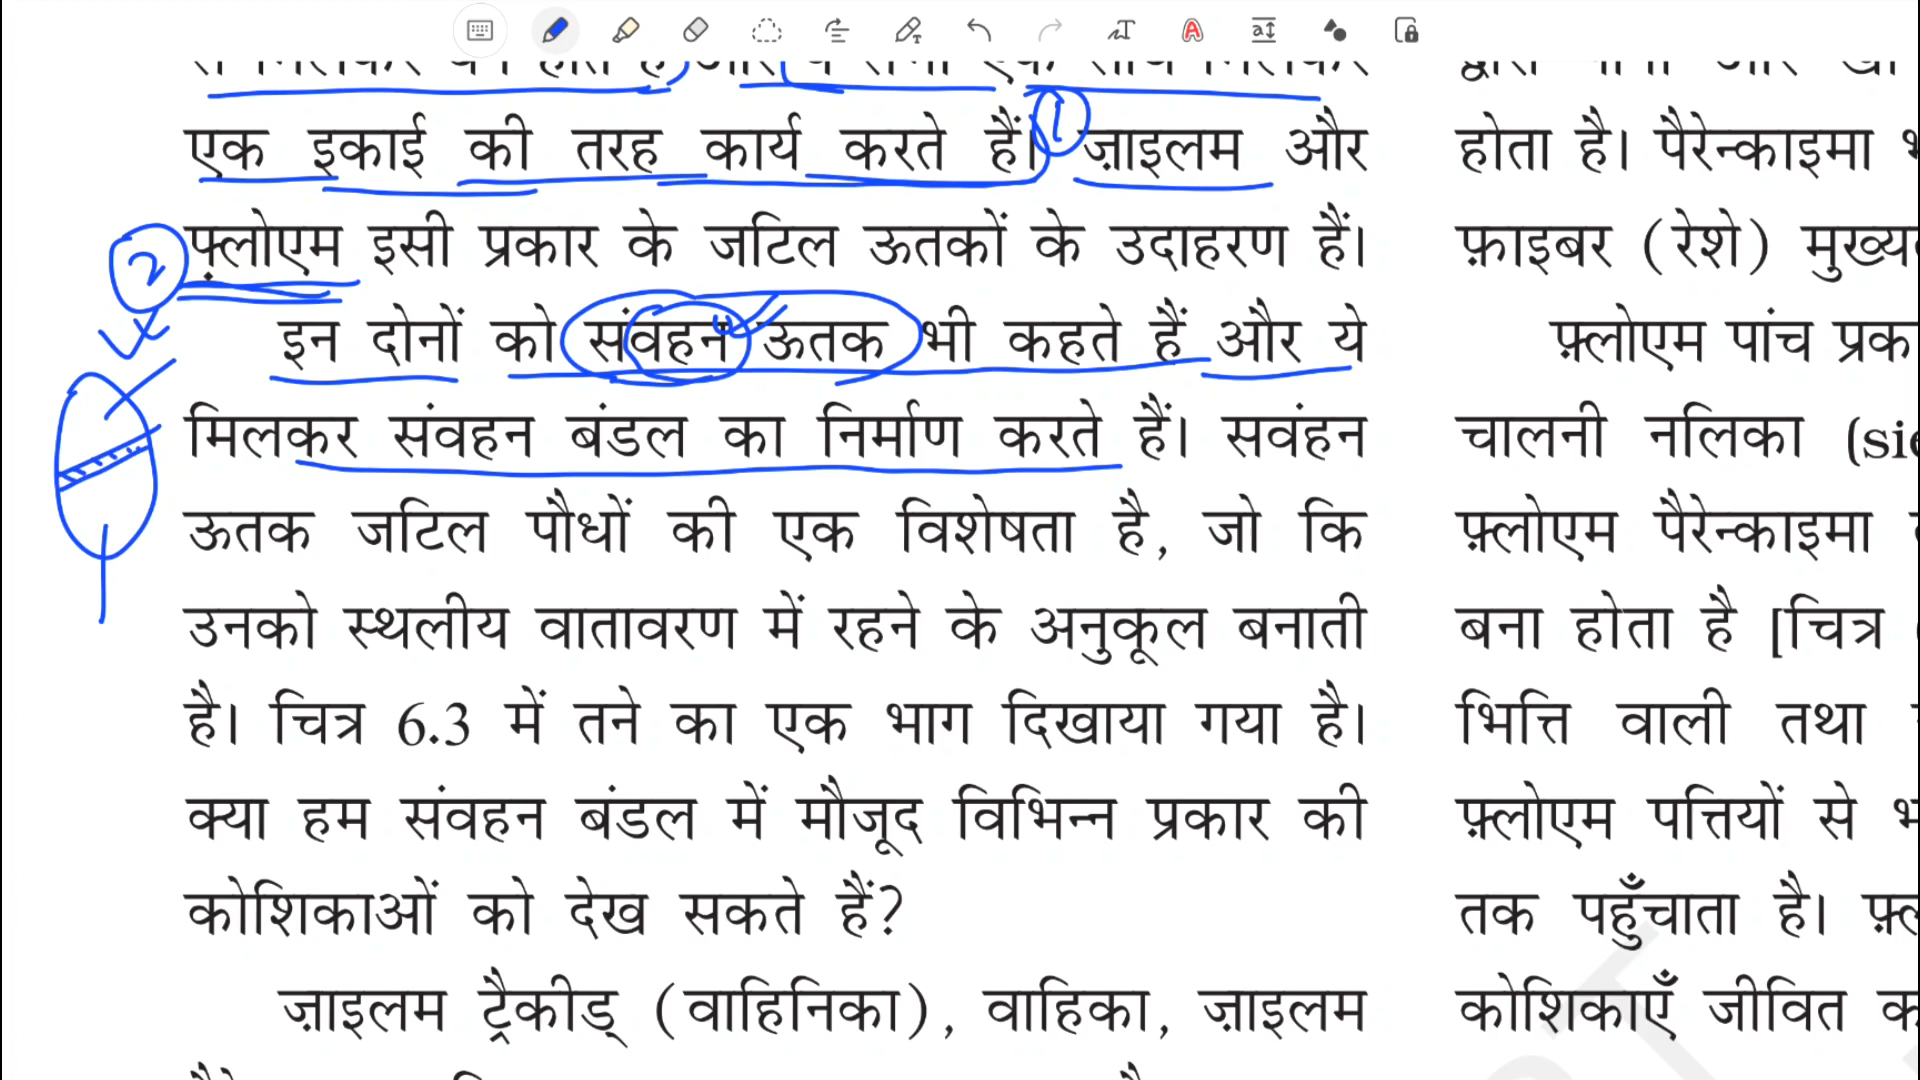 एक इकाई की तरह कार्य करते हैं। ज़ाइलम और
फ़्लोएम इसी प्रकार के जटिल ऊतकों के उदाहरण हैं।
इन दोनों को संवहन ऊतक भी कहते हैं और ये
मिलकर संवहन बंडल का निर्माण करते हैं। सवंहन
ऊतक जटिल पौधों की एक विशेषता है, जो कि
उनको स्थलीय वातावरण में रहने के अनुकूल बनाती
है। चित्र 6.3 में तने का एक भाग दिखाया गया है।
क्या हम संवहन बंडल में मौजूद विभिन्न प्रकार की
कोशिकाओं को देख सकते हैं?
ज़ाइलम ट्रैकीड् (वाहिनिका), वाहिका, ज़ाइलम
होता है। पैरेन्काइमा
फ़ाइबर (रेशे)
फ़्लोएम पांच
चालनी नलिका
फ़्लोएम पैरेन्काइमा
बना होता है [चित्र
भित्ति वाली तथा
फ़्लोएम पत्तियों से
तक पहुँचाता है।
कोशिकाएँ जीवित
1
2